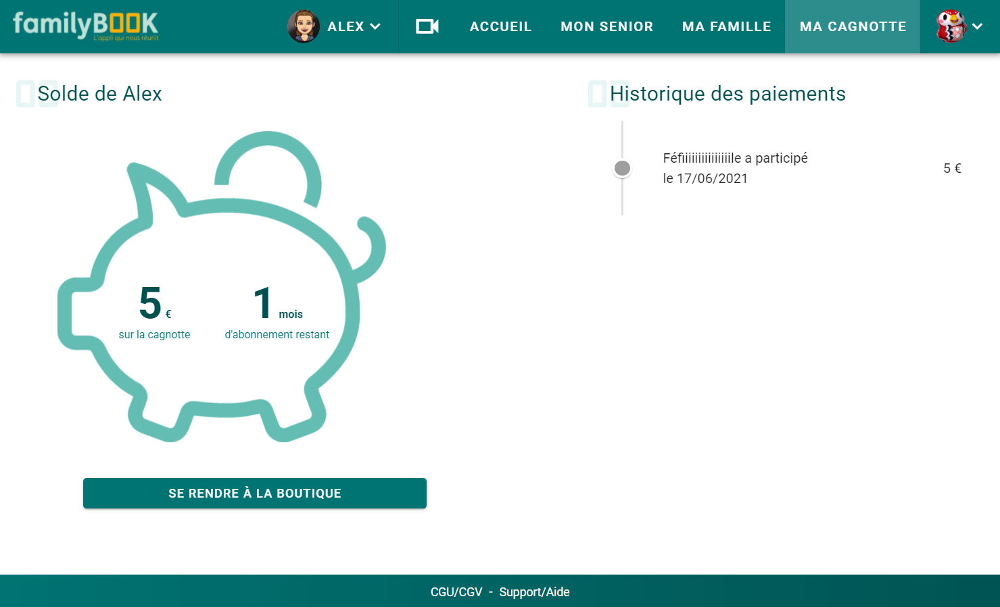 familyBOOK
L'appli qui nous réunit
ALEX
ACCUEIL
MON SENIOR
MA FAMILLE
MA CAGNOTTE
Solde de Alex
5 €
sur la cagnotte
1 mois
d'abonnement restant
SE RENDRE À LA BOUTIQUE
Historique des paiements
Féfiiiiiiiiiiiiiile a participé
le 17/06/2021
5 €
CGU/CGV - Support/Aide